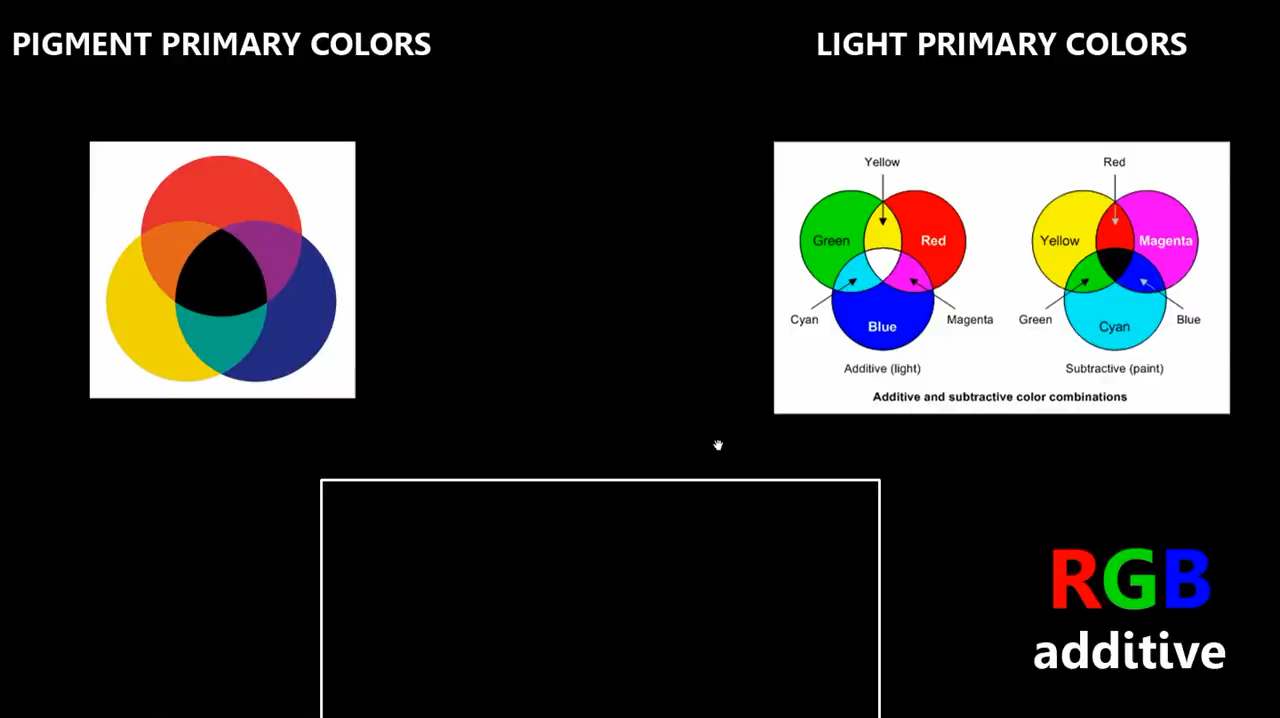 PIGMENT PRIMARY COLORS
LIGHT PRIMARY COLORS
Yellow
Red
Green
Red
Yellow
Magenta
Cyan
Blue
Magenta
Green
Cyan
Blue
Additive (light)
Subtractive (paint)
Additive and subtractive color combinations
RGB
additive